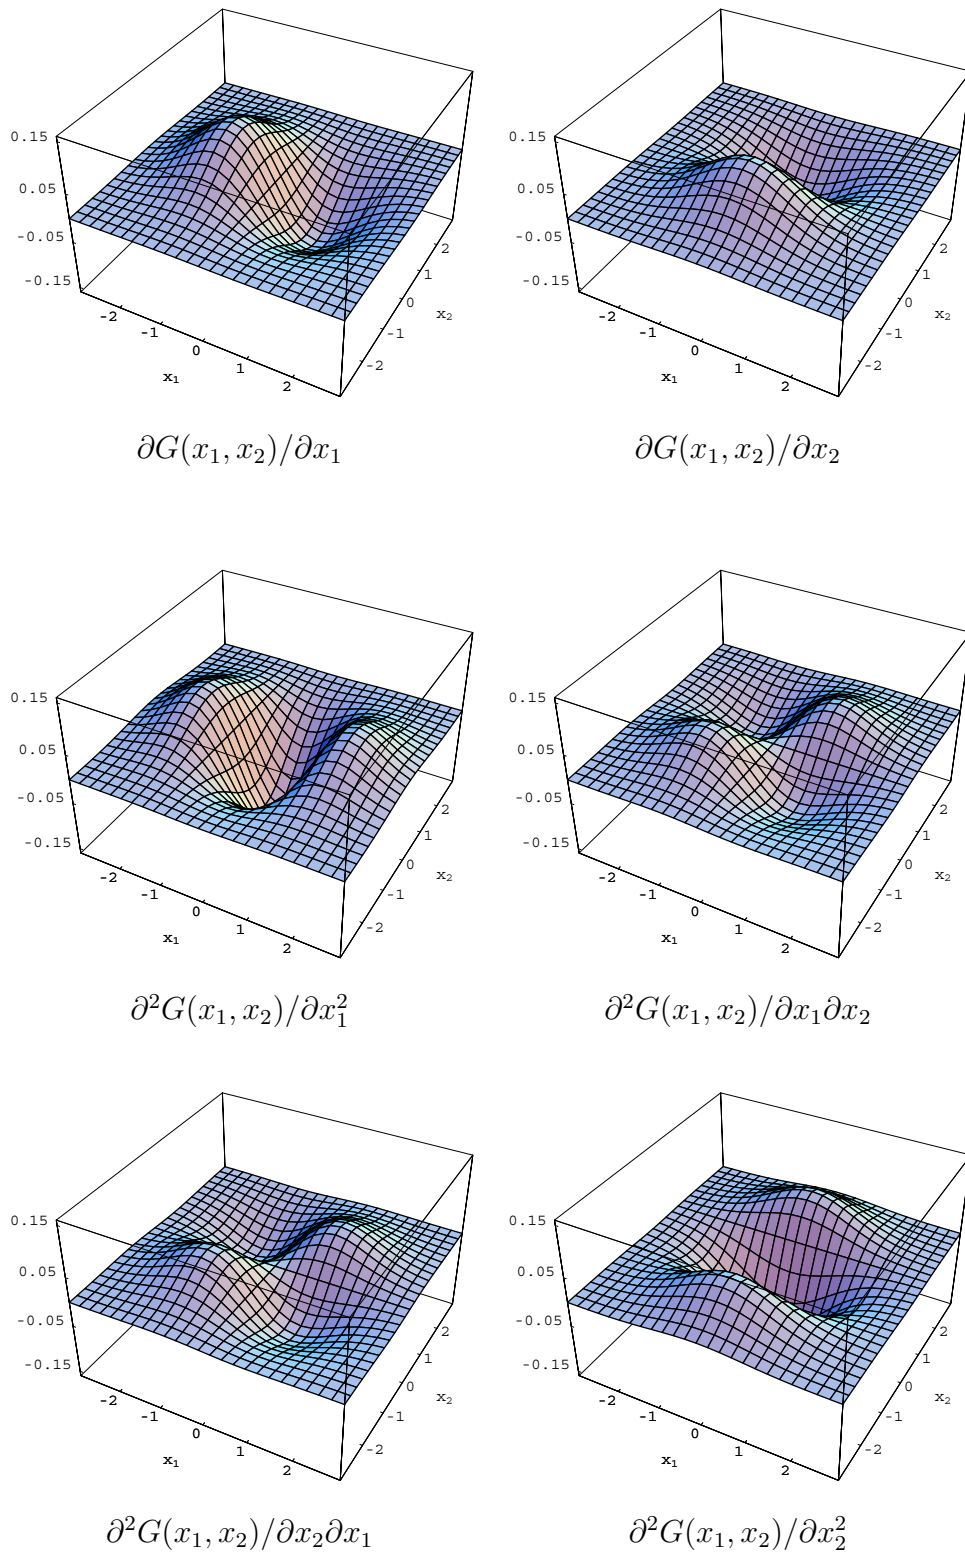 0.15 0.15
0.05 0.05
-0.05 -0.05
-0.15 -0.15
2 2
1 1
0 0
x₂ x₂
-1 -1
-2 -2
-2 -1 0 1 2 -2 -1 0 1 2
x₁ x₁
∂G(x₁, x₂)/∂x₁ ∂G(x₁, x₂)/∂x₂
0.15 0.15
0.05 0.05
-0.05 -0.05
-0.15 -0.15
2 2
1 1
0 0
x₂ x₂
-1 -1
-2 -2
-2 -1 0 1 2 -2 -1 0 1 2
x₁ x₁
∂²G(x₁, x₂)/∂x₁² ∂²G(x₁, x₂)/∂x₁∂x₂
0.15 0.15
0.05 0.05
-0.05 -0.05
-0.15 -0.15
2 2
1 1
0 0
x₂ x₂
-1 -1
-2 -2
-2 -1 0 1 2 -2 -1 0 1 2
x₁ x₁
∂²G(x₁, x₂)/∂x₂∂x₁ ∂²G(x₁, x₂)/∂x₂²